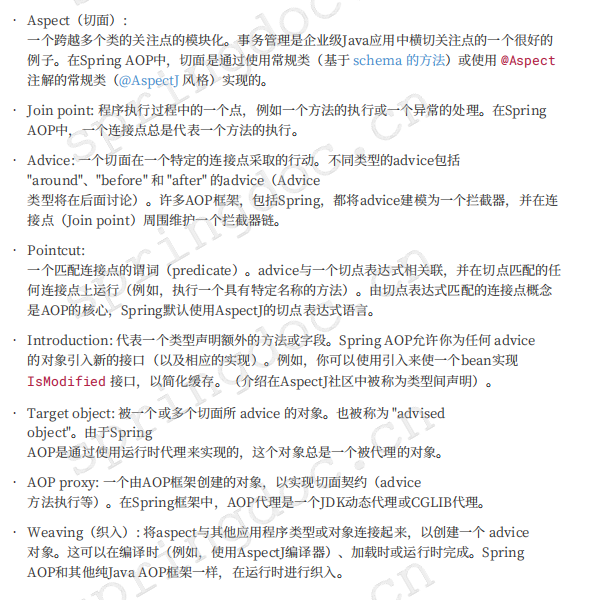 · Aspect（切面）:
一个跨越多个类的关注点的模块化。事务管理是企业级Java应用中横切关注点的一个很好的
例子。在Spring AOP中，切面是通过使用常规类（基于 schema 的方法）或使用 @Aspect
注解的常规类（@AspectJ 风格）实现的。
· Join point: 程序执行过程中的一个点，例如一个方法的执行或一个异常的处理。在Spring
AOP中，一个连接点总是代表一个方法的执行。
· Advice: 一个切面在一个特定的连接点采取的行动。不同类型的advice包括
"around"、"before" 和 "after" 的advice（Advice
类型将在后面讨论）。许多AOP框架，包括Spring，都将advice建模为一个拦截器，并在连
接点（Join point）周围维护一个拦截器链。
· Pointcut:
一个匹配连接点的谓词（predicate）。advice与一个切点表达式相关联，并在切点匹配的任
何连接点上运行（例如，执行一个具有特定名称的方法）。由切点表达式匹配的连接点概念
是AOP的核心，Spring默认使用AspectJ的切点表达式语言。
· Introduction: 代表一个类型声明额外的方法或字段。Spring AOP允许你为任何 advice
的对象引入新的接口（以及相应的实现）。例如，你可以使用引入来使一个bean实现
IsModified 接口，以简化缓存。（介绍在AspectJ社区中被称为类型间声明）。
· Target object: 被一个或多个切面所 advice 的对象。也被称为 "advised
object"。由于Spring
AOP是通过使用运行时代理来实现的，这个对象总是一个被代理的对象。
· AOP proxy: 一个由AOP框架创建的对象，以实现切面契约（advice
方法执行等）。在Spring框架中，AOP代理是一个JDK动态代理或CGLIB代理。
· Weaving（织入）: 将aspect与其他应用程序类型或对象连接起来，以创建一个 advice
对象。这可以在编译时（例如，使用AspectJ编译器）、加载时或运行时完成。Spring
AOP和其他纯Java AOP框架一样，在运行时进行织入。
springdoc.cn
springdoc.cn
springdoc.cn
springdoc.cn